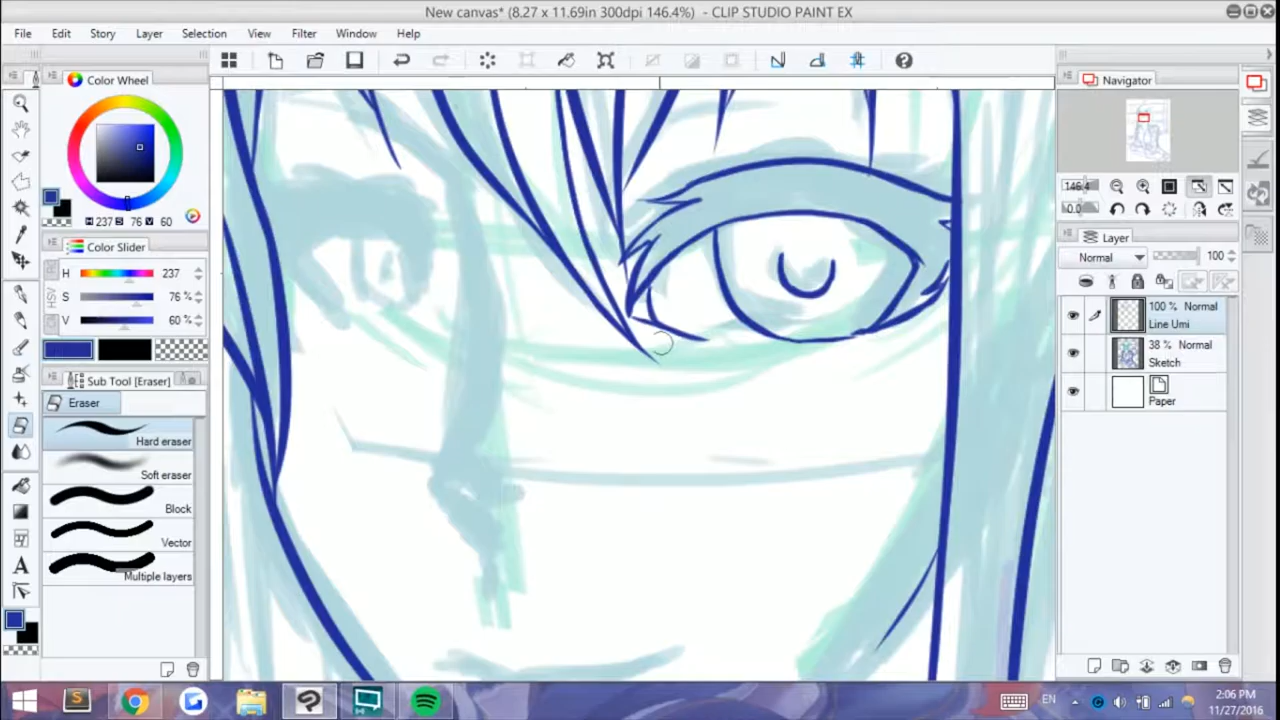 New canvas* (8.27 x 11.69in 300dpi 146.4%) - CLIP STUDIO PAINT EX
File Edit Story Layer Selection View Filter Window Help
Color Wheel
H 237 S 76 V 60
Color Slider
H 237
S 76 %
V 60 %
HSV
Sub Tool [Eraser]
Eraser
Hard eraser
Soft eraser
Block
Vector
Multiple layers
Navigator
146.4
0.0
Layer
Normal 100
100 % Normal
Line Umi
38 % Normal
Sketch
Paper
EN
2:06 PM
11/27/2016